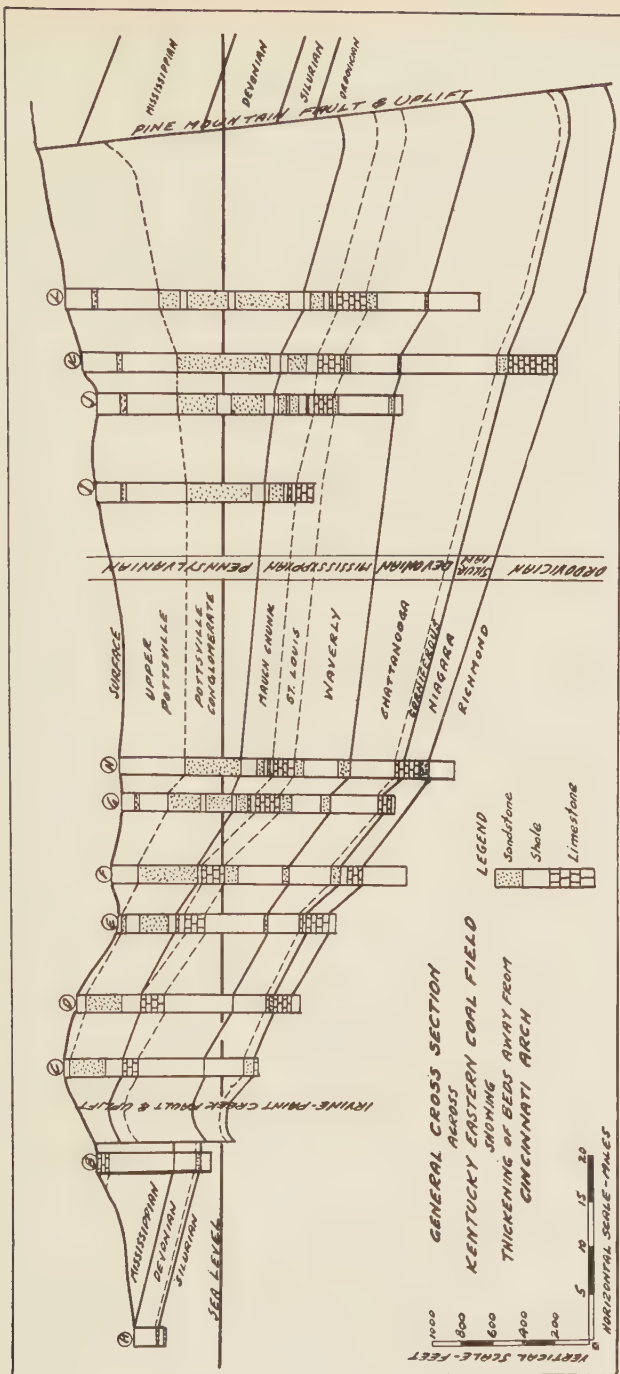 GENERAL CROSS SECTION
ACROSS
KENTUCKY EASTERN COAL FIELD
SHOWING
THICKENING OF BEDS AWAY FROM
CINCINNATI ARCH
LEGEND
Sandstone
Shale
Limestone
VERTICAL SCALE-FEET
1000
800
600
400
200
0
HORIZONTAL SCALE-MILES
5
10
15
20
A
B
C
D
E
F
G
H
I
J
K
L
MISSISSIPPIAN
DEVONIAN
SILURIAN
SEA LEVEL
IRVINE-PAINT CREEK FAULT & UPLIFT
SURFACE
UPPER
POTTSVILLE
POTTSVILLE
CONGLOMERATE
MAUCH CHUNK
ST. LOUIS
WAVERLY
CHATTANOOGA
CORNIFEROUS
NIAGARA
RICHMOND
PENNSYLVANIAN
MISSISSIPPIAN
DEVONIAN
SILUR
IAN
ORDOVICIAN
PINE MOUNTAIN FAULT & UPLIFT
MISSISSIPPIAN
DEVONIAN
SILURIAN
ORDOVICIAN